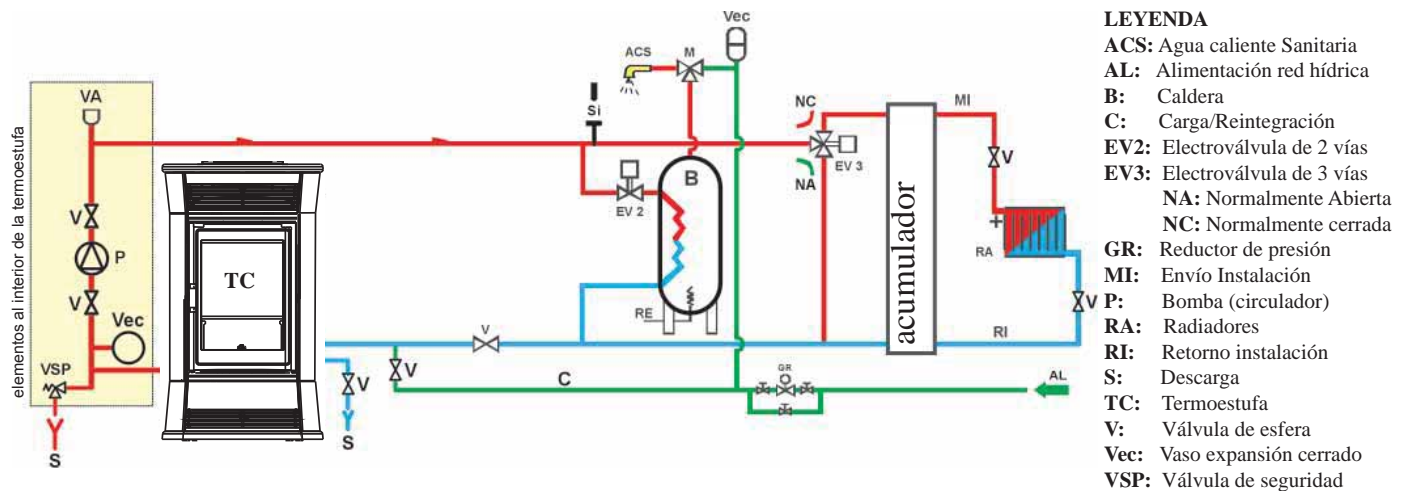 elementos al interior de la termoestufa
VA
V
P
V
Vec
VSP
S
TC
V
S
V
V
C
Si
EV 2
ACS
M
Vec
B
RE
NC
NA
EV 3
acumulador
MI
V
+
RA
V
RI
GR
AL
LEYENDA
ACS: Agua caliente Sanitaria
AL: Alimentación red hídrica
B: Caldera
C: Carga/Reintegración
EV2: Electroválvula de 2 vías
EV3: Electroválvula de 3 vías
NA: Normalmente Abierta
NC: Normalmente cerrada
GR: Reductor de presión
MI: Envío Instalación
P: Bomba (circulador)
RA: Radiadores
RI: Retorno instalación
S: Descarga
TC: Termoestufa
V: Válvula de esfera
Vec: Vaso expansión cerrado
VSP: Válvula de seguridad